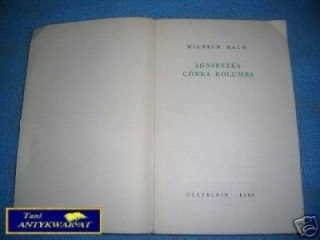 WILHELM MACH
AGNIESZKA
CÓRKA KOLUMBA
CZYTELNIK
Tani
ANTYKWARIAT